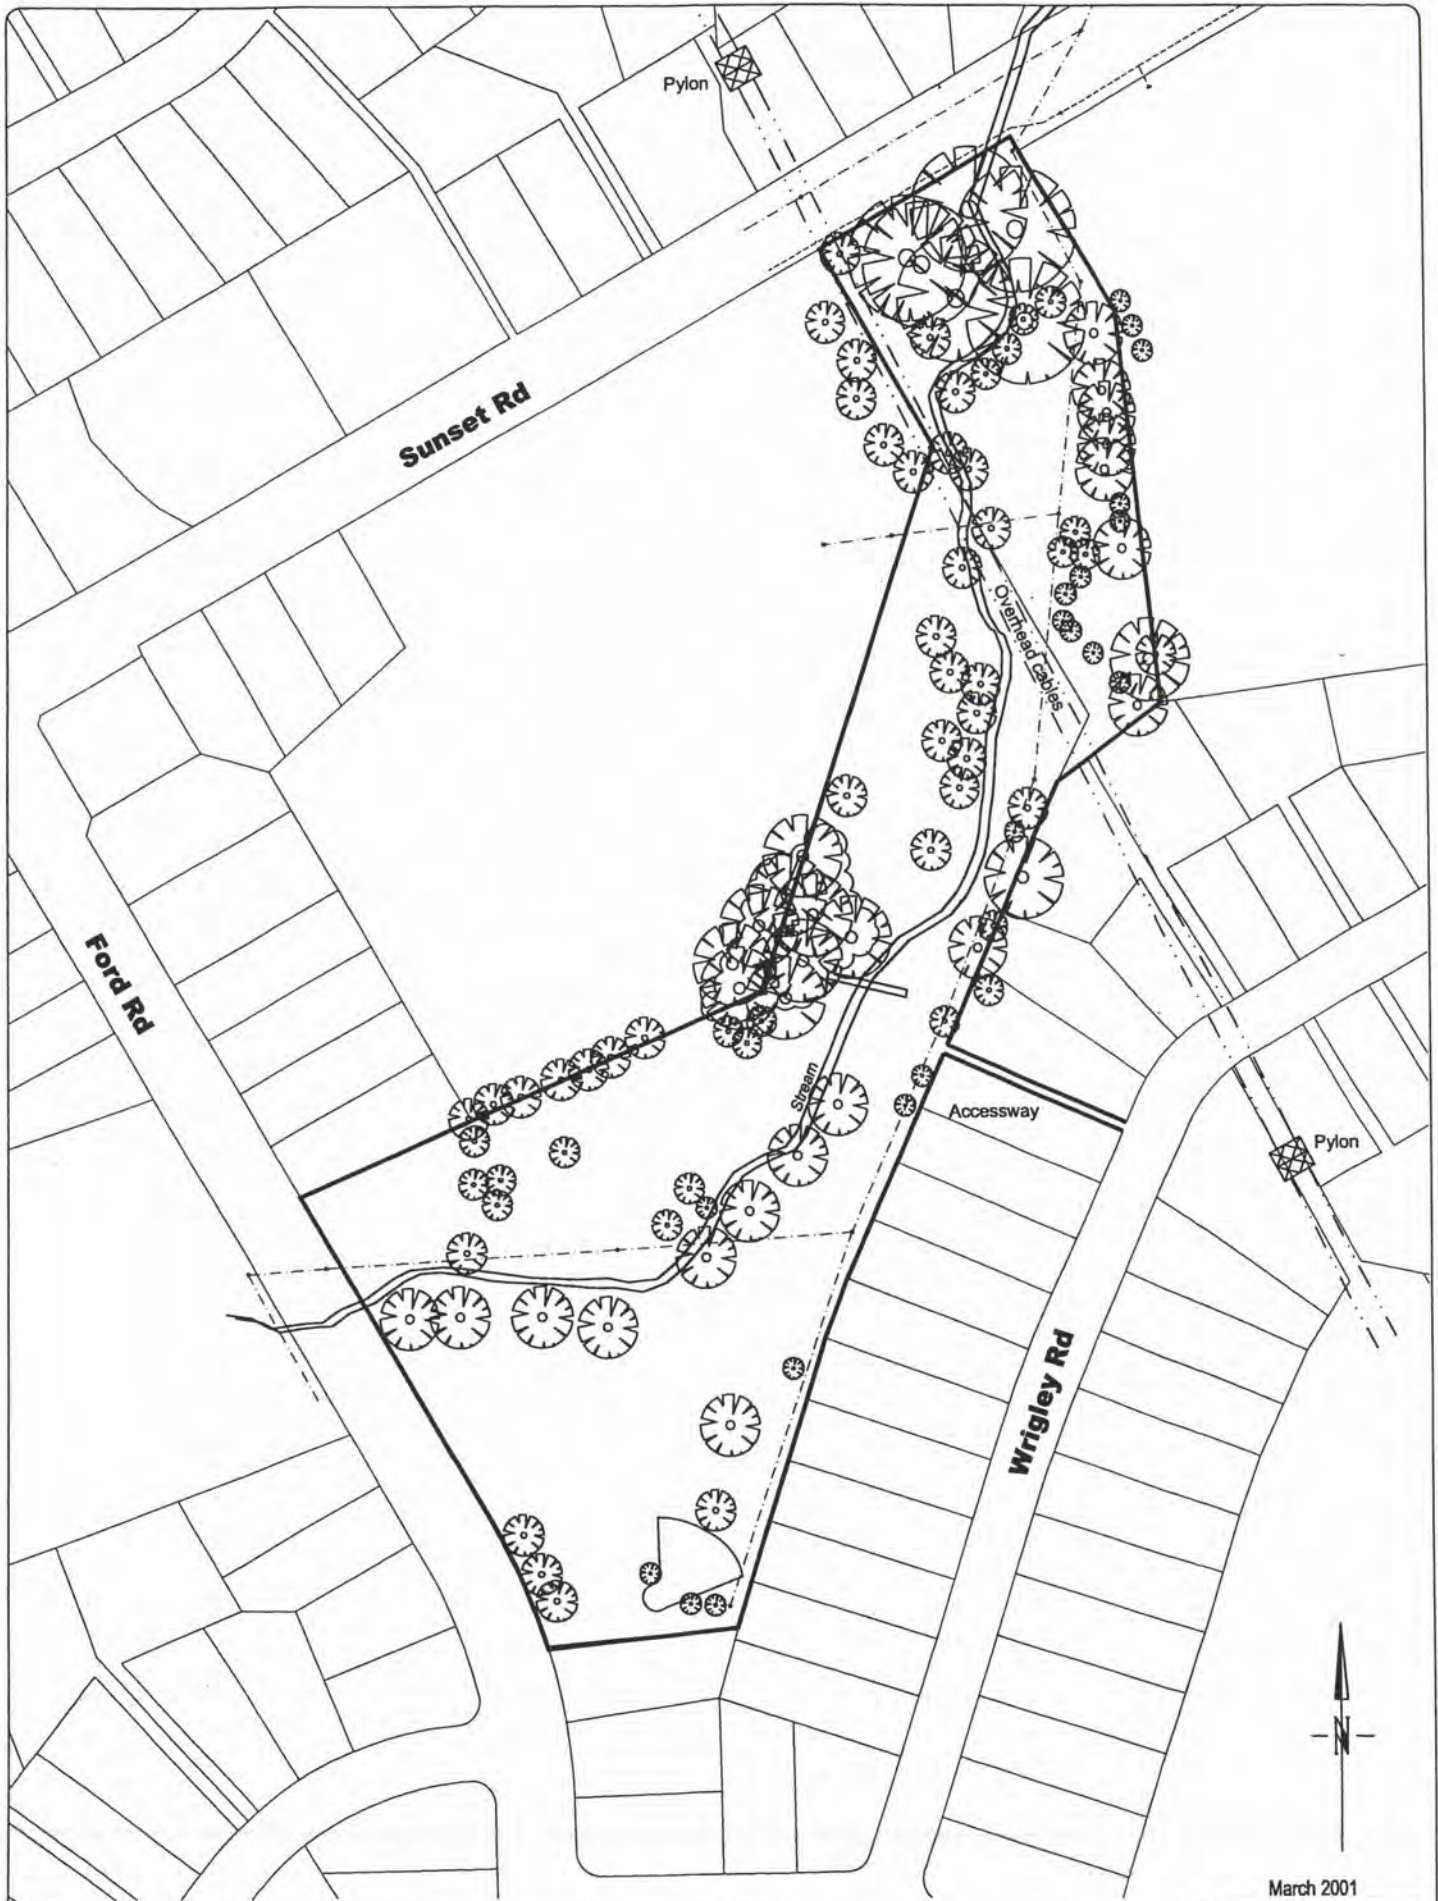 Pylon
Sunset Rd
Overhead cables
Ford Rd
Stream
Accessway
Pylon
Wrigley Rd
N
March 2001